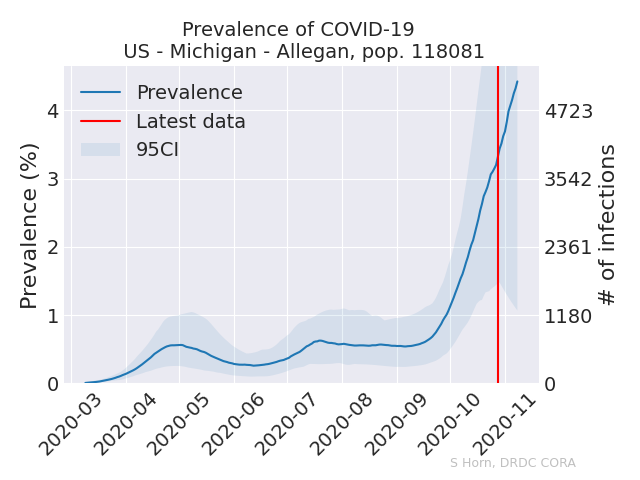 Prevalence of COVID-19
US - Michigan - Allegan, pop. 118081
Prevalence
Latest data
95CI
Prevalence (%)
4
3
2
1
0
4723
3542
2361
1180
0
# of infections
2020-03
2020-04
2020-05
2020-06
2020-07
2020-08
2020-09
2020-10
2020-11
S Horn, DRDC CORA